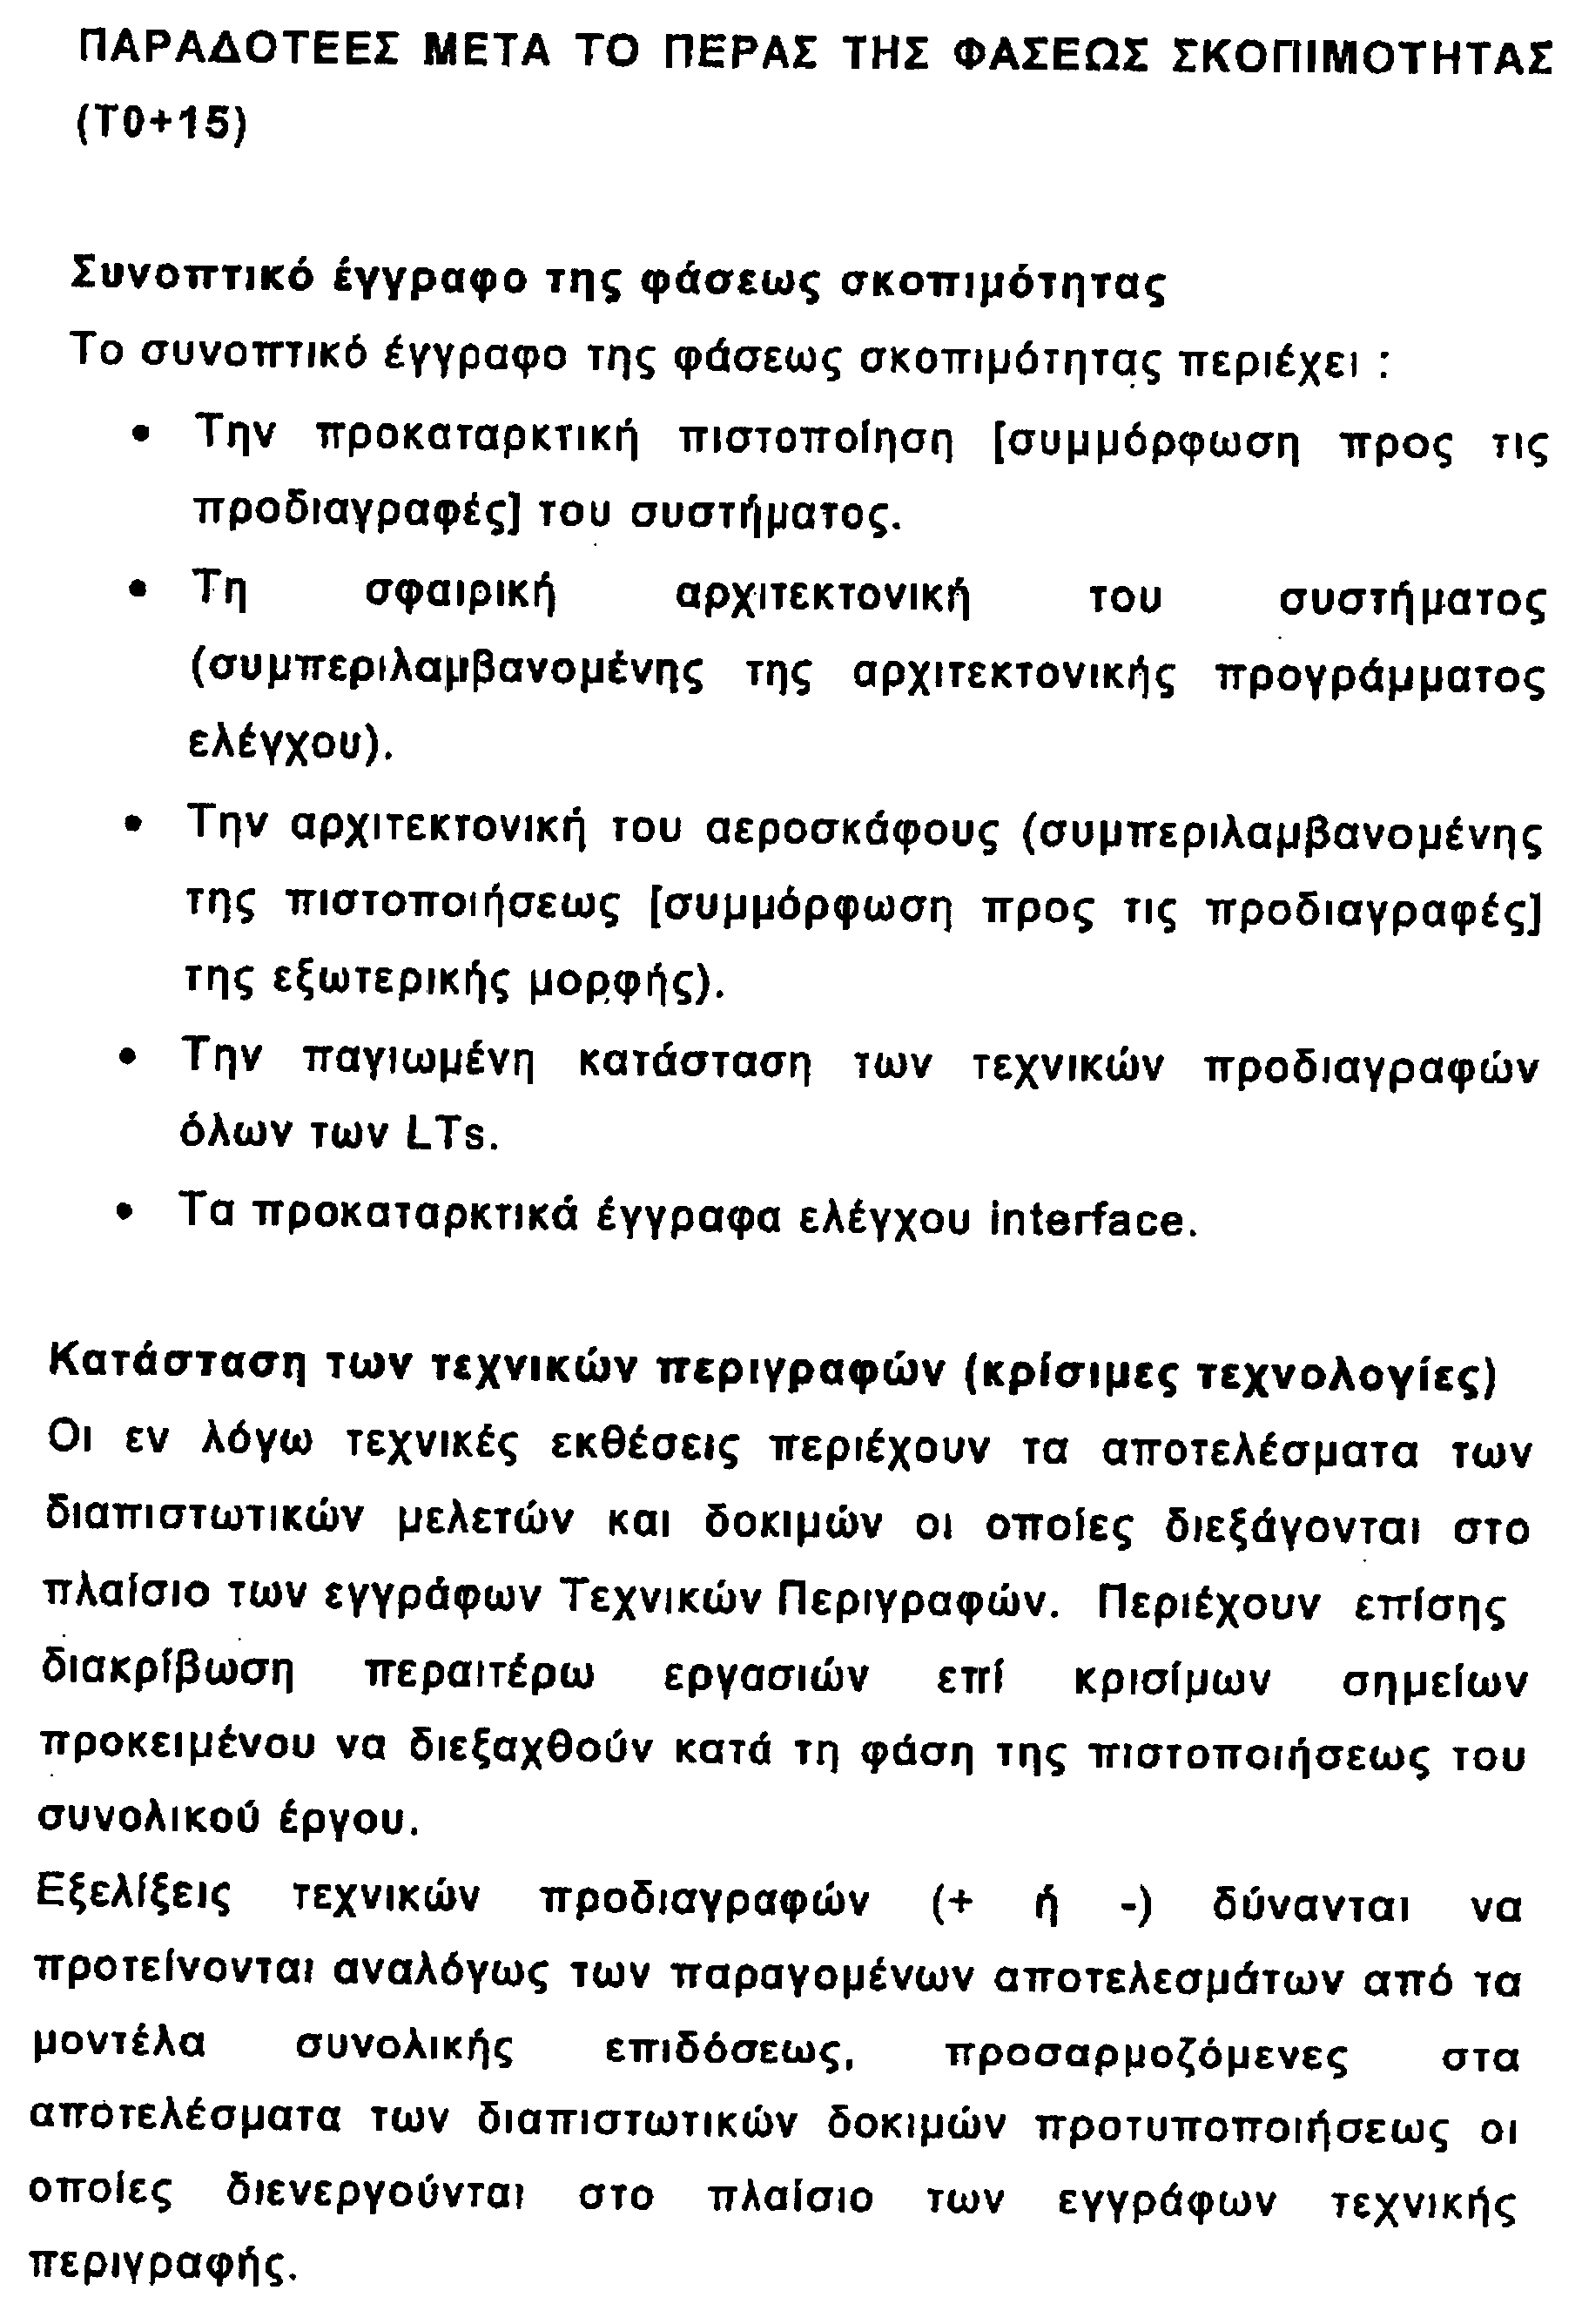 ΠΑΡΑΔΟΤΕΕΣ ΜΕΤΑ ΤΟ ΠΕΡΑΣ ΤΗΣ ΦΑΣΕΩΣ ΣΚΟΠΙΜΟΤΗΤΑΣ
(Τ0+15)
Συνοπτικό έγγραφο της φάσεως σκοπιμότητας
Το συνοπτικό έγγραφο της φάσεως σκοπιμότητας περιέχει :
• Την προκαταρκτική πιστοποίηση [συμμόρφωση προς τις
προδιαγραφές] του συστήματος.
• Τη σφαιρική αρχιτεκτονική του συστήματος
(συμπεριλαμβανομένης της αρχιτεκτονικής προγράμματος
ελέγχου).
• Την αρχιτεκτονική του αεροσκάφους (συμπεριλαμβανομένης
της πιστοποιήσεως [συμμόρφωση προς τις προδιαγραφές]
της εξωτερικής μορφής).
• Την παγιωμένη κατάσταση των τεχνικών προδιαγραφών
όλων των LTs.
• Τα προκαταρκτικά έγγραφα ελέγχου interface.
Κατάσταση των τεχνικών περιγραφών (κρίσιμες τεχνολογίες)
Οι εν λόγω τεχνικές εκθέσεις περιέχουν τα αποτελέσματα των
διαπιστωτικών μελετών και δοκιμών οι οποίες διεξάγονται στο
πλαίσιο των εγγράφων Τεχνικών Περιγραφών. Περιέχουν επίσης
διακρίβωση περαιτέρω εργασιών επί κρισίμων σημείων
προκειμένου να διεξαχθούν κατά τη φάση της πιστοποιήσεως του
συνολικού έργου.
Εξελίξεις τεχνικών προδιαγραφών (+ ή -) δύνανται να
προτείνονται αναλόγως των παραγομένων αποτελεσμάτων από τα
μοντέλα συνολικής επιδόσεως, προσαρμοζόμενες στα
αποτελέσματα των διαπιστωτικών δοκιμών προτυποποιήσεως οι
οποίες διενεργούνται στο πλαίσιο των εγγράφων τεχνικής
περιγραφής.